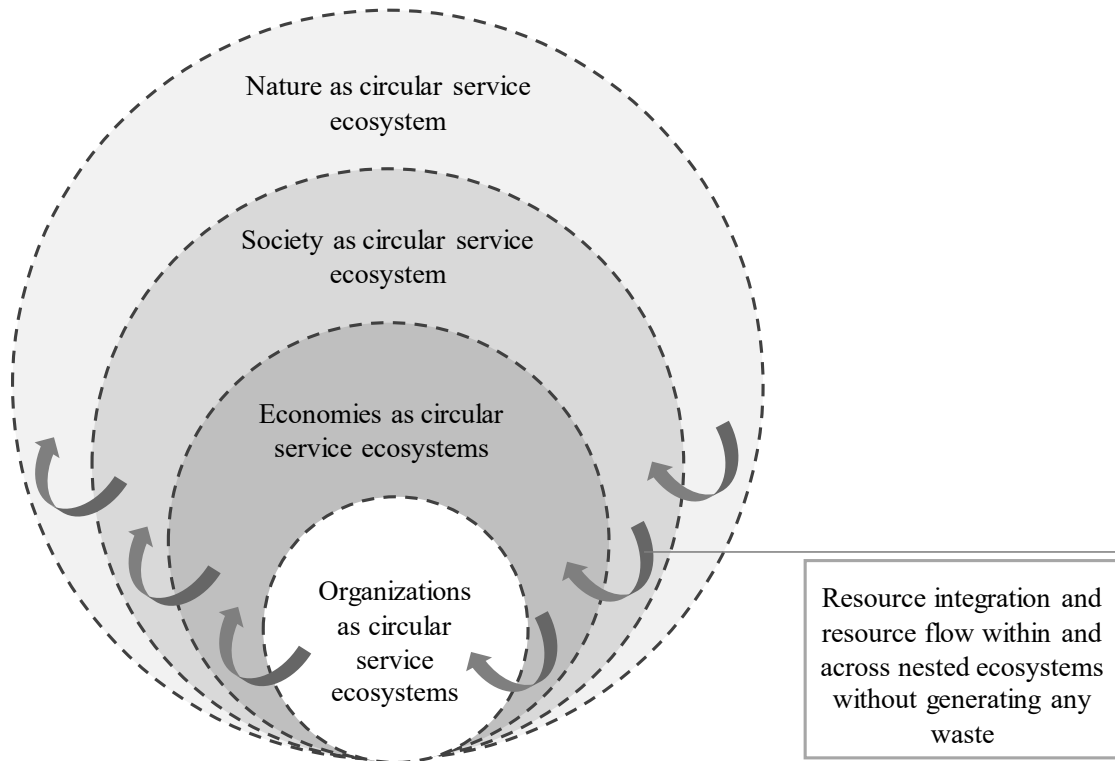 Nature as circular service
ecosystem
Society as circular service
ecosystem
Economies as circular
service ecosystems
Organizations
as circular
service
ecosystems
Resource integration and
resource flow within and
across nested ecosystems
without generating any
waste